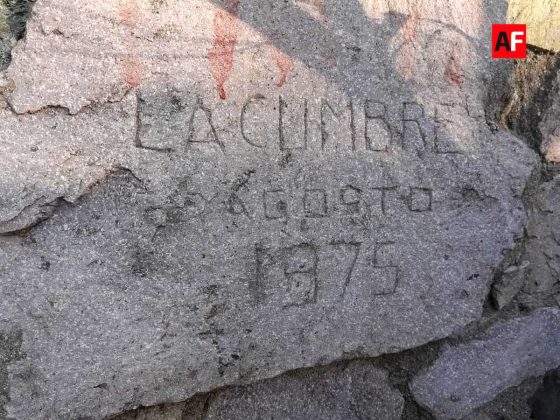 AF
LA CUMBRE
AGOSTO
1975